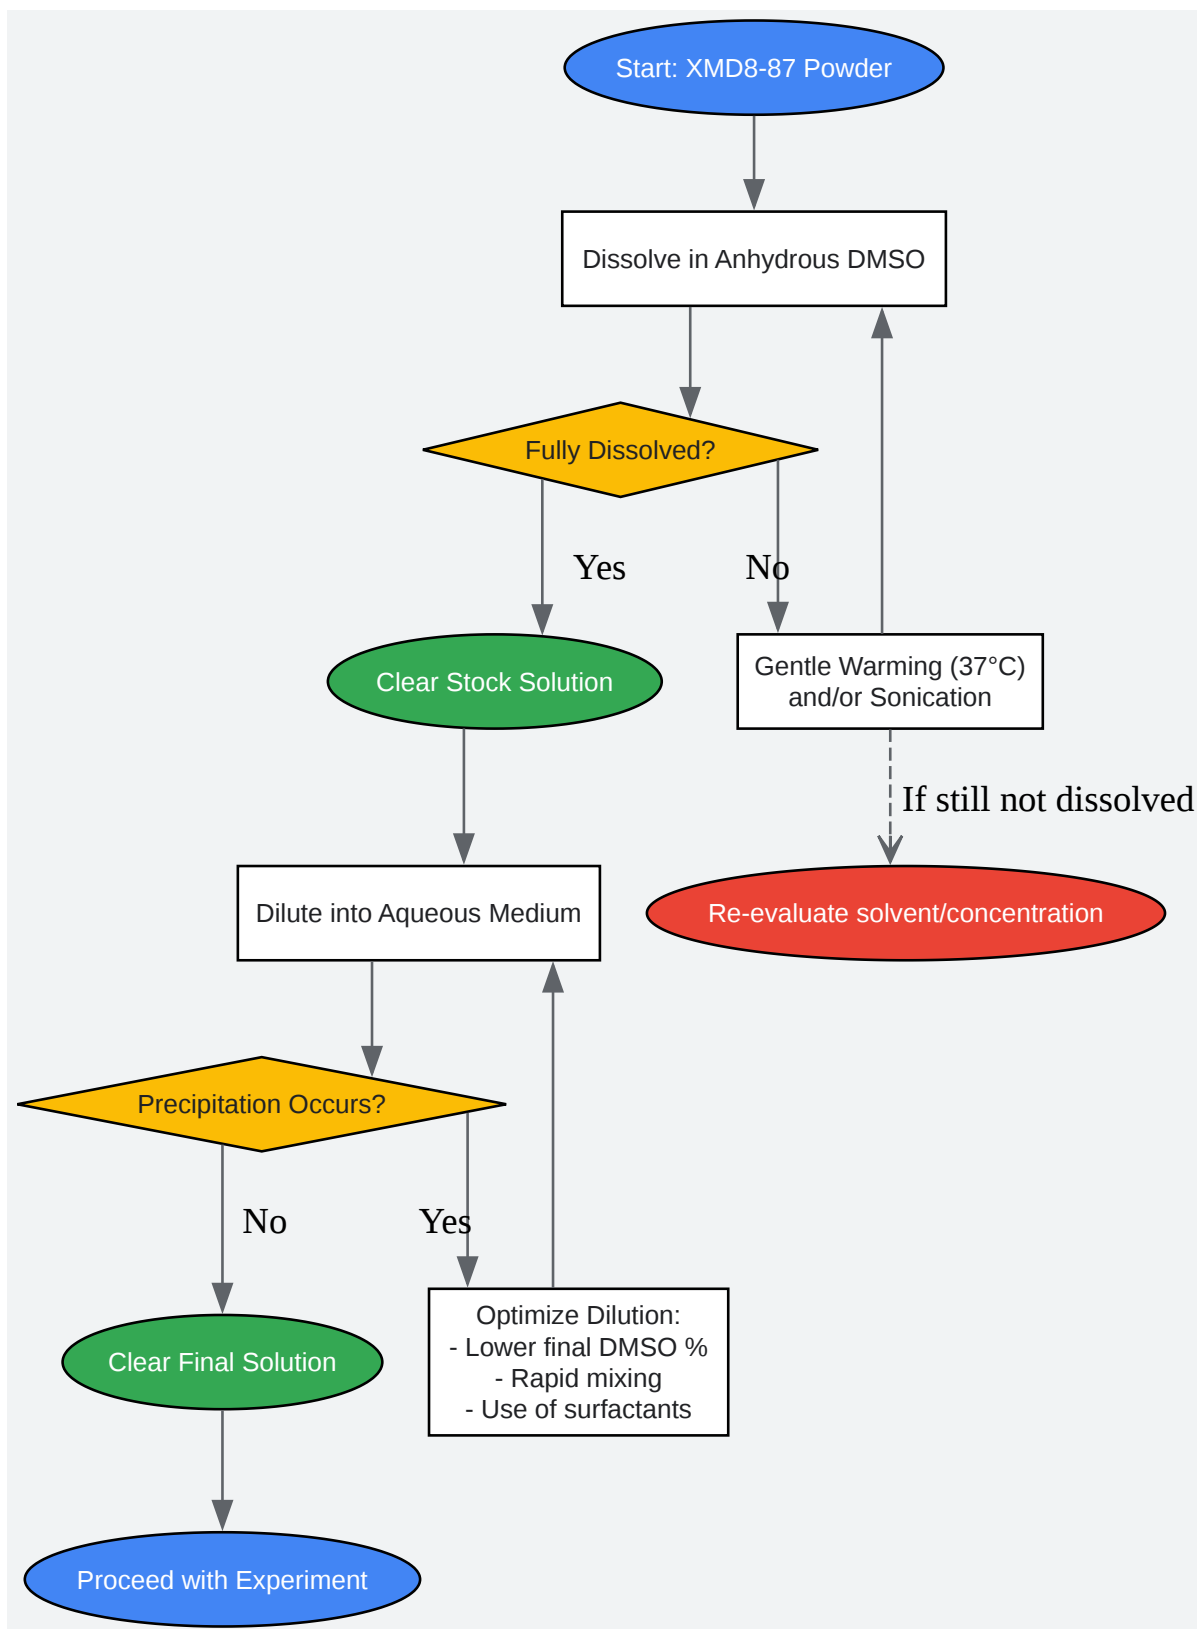 Start: XMD8-87 Powder
Dissolve in Anhydrous DMSO
Fully Dissolved?
Yes
No
Clear Stock Solution
Gentle Warming (37°C)
and/or Sonication
If still not dissolved
Dilute into Aqueous Medium
Re-evaluate solvent/concentration
Precipitation Occurs?
No
Yes
Clear Final Solution
Optimize Dilution:
- Lower final DMSO %
- Rapid mixing
- Use of surfactants
Proceed with Experiment